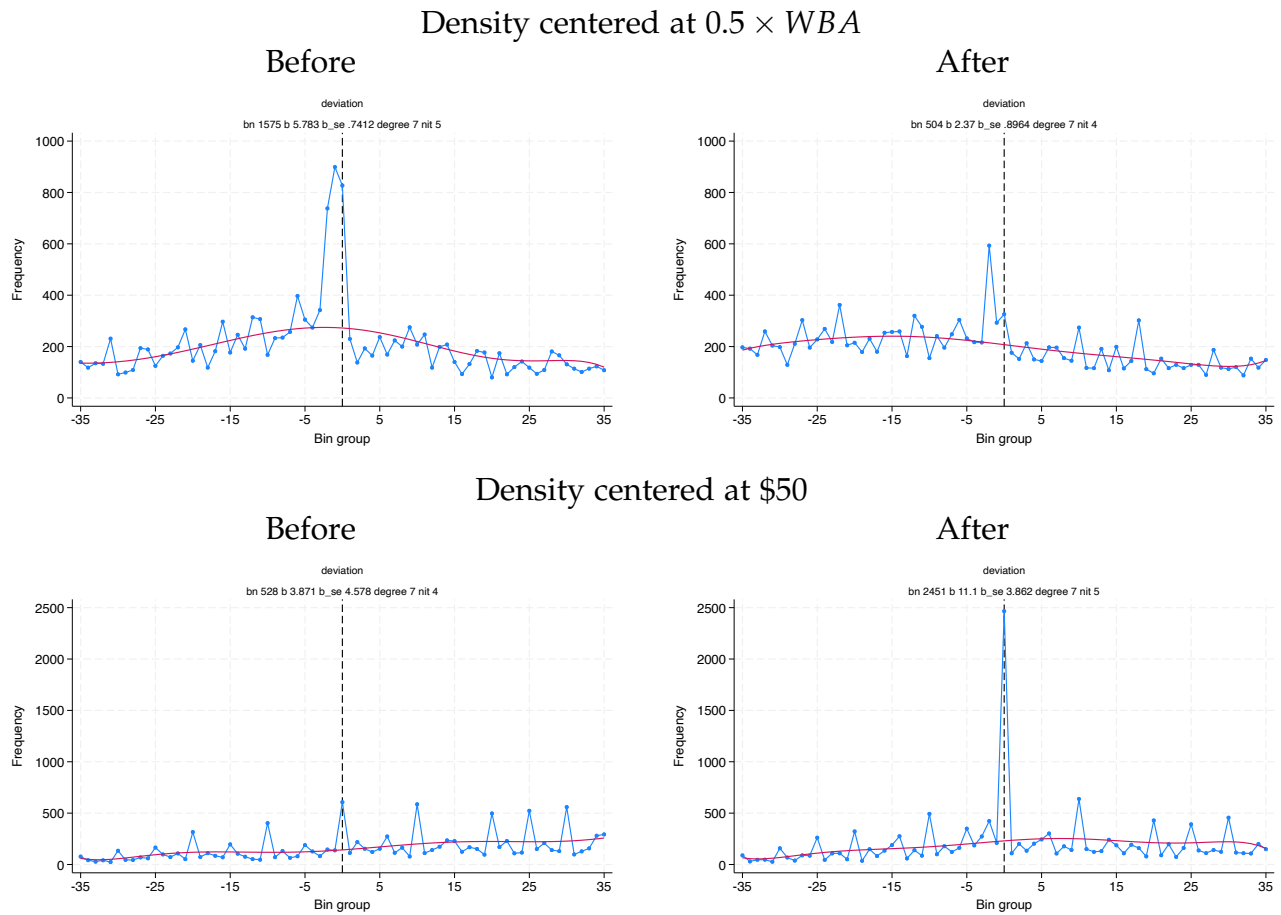 Density centered at 0.5 × WBA
Before
After
deviation
bn 1575 b 5.783 b_se .7412 degree 7 nit 5
1000
800
600
400
200
0
Frequency
-35
-25
-15
-5
5
15
25
35
Bin group
deviation
bn 504 b 2.37 b_se .8964 degree 7 nit 4
1000
800
600
400
200
0
Frequency
-35
-25
-15
-5
5
15
25
35
Bin group
Density centered at $50
Before
After
deviation
bn 528 b 3.871 b_se 4.578 degree 7 nit 4
2500
2000
1500
1000
500
0
Frequency
-35
-25
-15
-5
5
15
25
35
Bin group
deviation
bn 2451 b 11.1 b_se 3.862 degree 7 nit 5
2500
2000
1500
1000
500
0
Frequency
-35
-25
-15
-5
5
15
25
35
Bin group